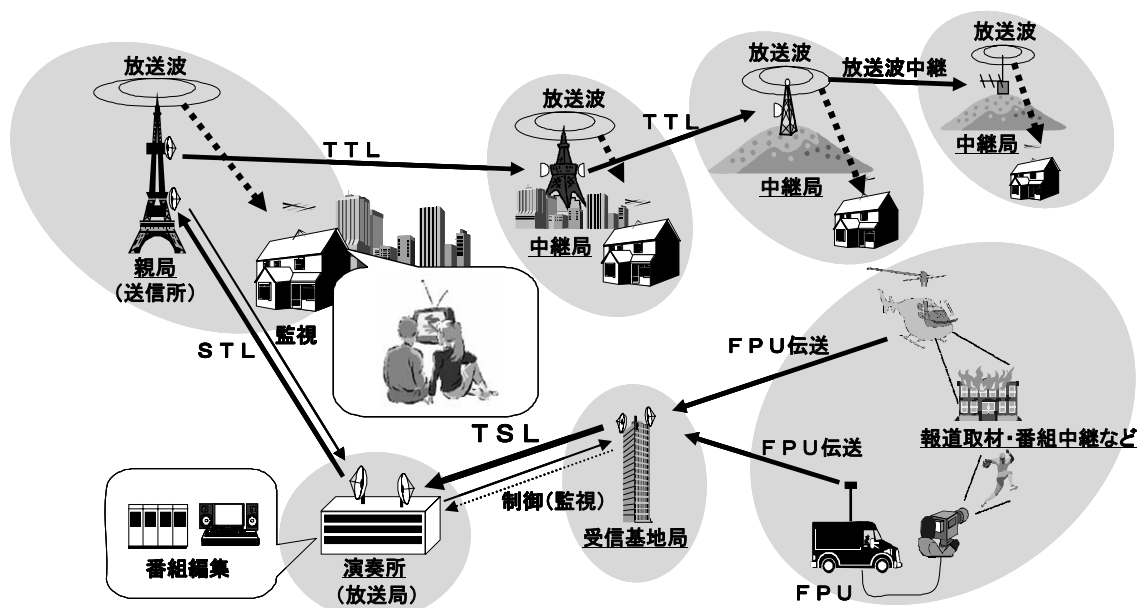 放送波
放送波
放送波
放送波
放送波中継
TTL
TTL
中継局
中継局
中継局
親局
(送信所)
監視
STL
FPU伝送
TSL
FPU伝送
報道取材・番組中継など
制御(監視)
受信基地局
番組編集
演奏所
(放送局)
FPU